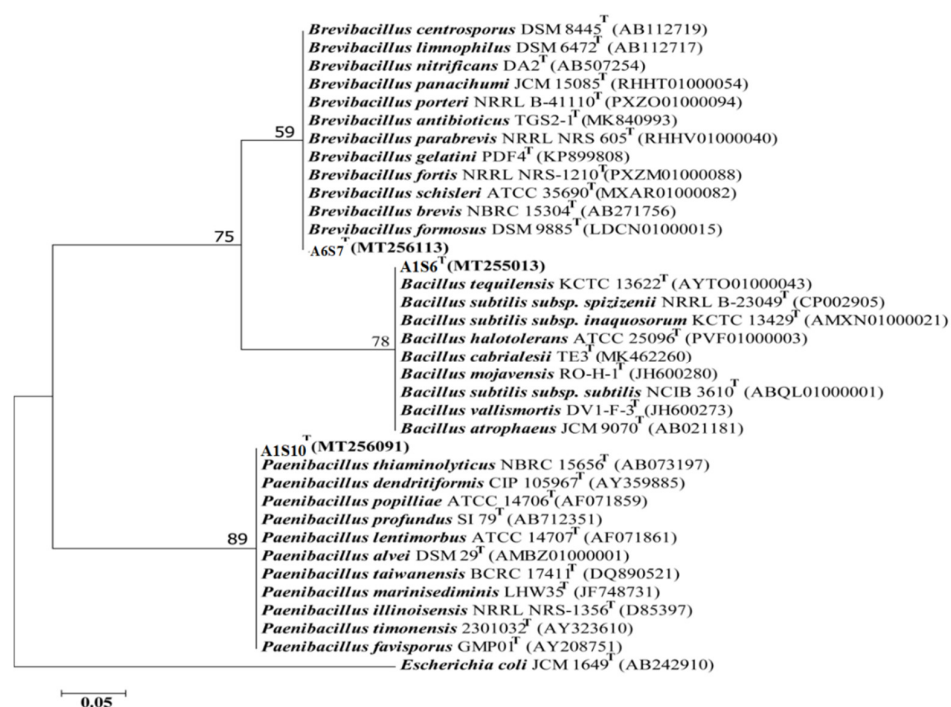 Brevibacillus centrosporus DSM 8445T (AB112719)
Brevibacillus limnophilus DSM 6472T (AB112717)
Brevibacillus nitrificans DA2T (AB507254)
Brevibacillus panacihumi JCM 15085T (RHHT01000054)
Brevibacillus porteri NRRL B-41110T (PXZO01000094)
Brevibacillus antibioticus TGS2-1T (MK840993)
59 Brevibacillus parabrevis NRRL NRS 605T (RHHV01000040)
Brevibacillus gelatini PDF4T (KP899808)
Brevibacillus fortis NRRL NRS-1210T (PXZM01000088)
Brevibacillus schisleri ATCC 35690T (MXAR01000082)
Brevibacillus brevis NBRC 15304T (AB271756)
Brevibacillus formosus DSM 9885T (LDCN01000015)
75
A6S7T (MT256113)
A1S6T (MT255013)
Bacillus tequilensis KCTC 13622T (AYTO01000043)
Bacillus subtilis subsp. spizizenii NRRL B-23049T (CP002905)
Bacillus subtilis subsp. inaquosorum KCTC 13429T (AMXN01000021)
78 Bacillus halotolerans ATCC 25096T (PVF01000003)
Bacillus cabrialesii TE3T (MK462260)
Bacillus mojavensis RO-H-1T (JH600280)
Bacillus subtilis subsp. subtilis NCIB 3610T (ABQL01000001)
Bacillus vallismortis DV1-F-3T (JH600273)
Bacillus atrophaeus JCM 9070T (AB021181)
A1S10T (MT256091)
Paenibacillus thiaminolyticus NBRC 15656T (AB073197)
Paenibacillus dendritiformis CIP 105967T (AY359885)
Paenibacillus popilliae ATCC 14706T (AF071859)
Paenibacillus profundus SI 79T (AB712351)
89 Paenibacillus lentimorbus ATCC 14707T (AF071861)
Paenibacillus alvei DSM 29T (AMBZ01000001)
Paenibacillus taiwanensis BCRC 17411T (DQ890521)
Paenibacillus marinisediminis LHW35T (JF748731)
Paenibacillus illinoisensis NRRL NRS-1356T (D85397)
Paenibacillus timonensis 2301032T (AY323610)
Paenibacillus favisporus GMP01T (AY208751)
Escherichia coli JCM 1649T (AB242910)
0.05